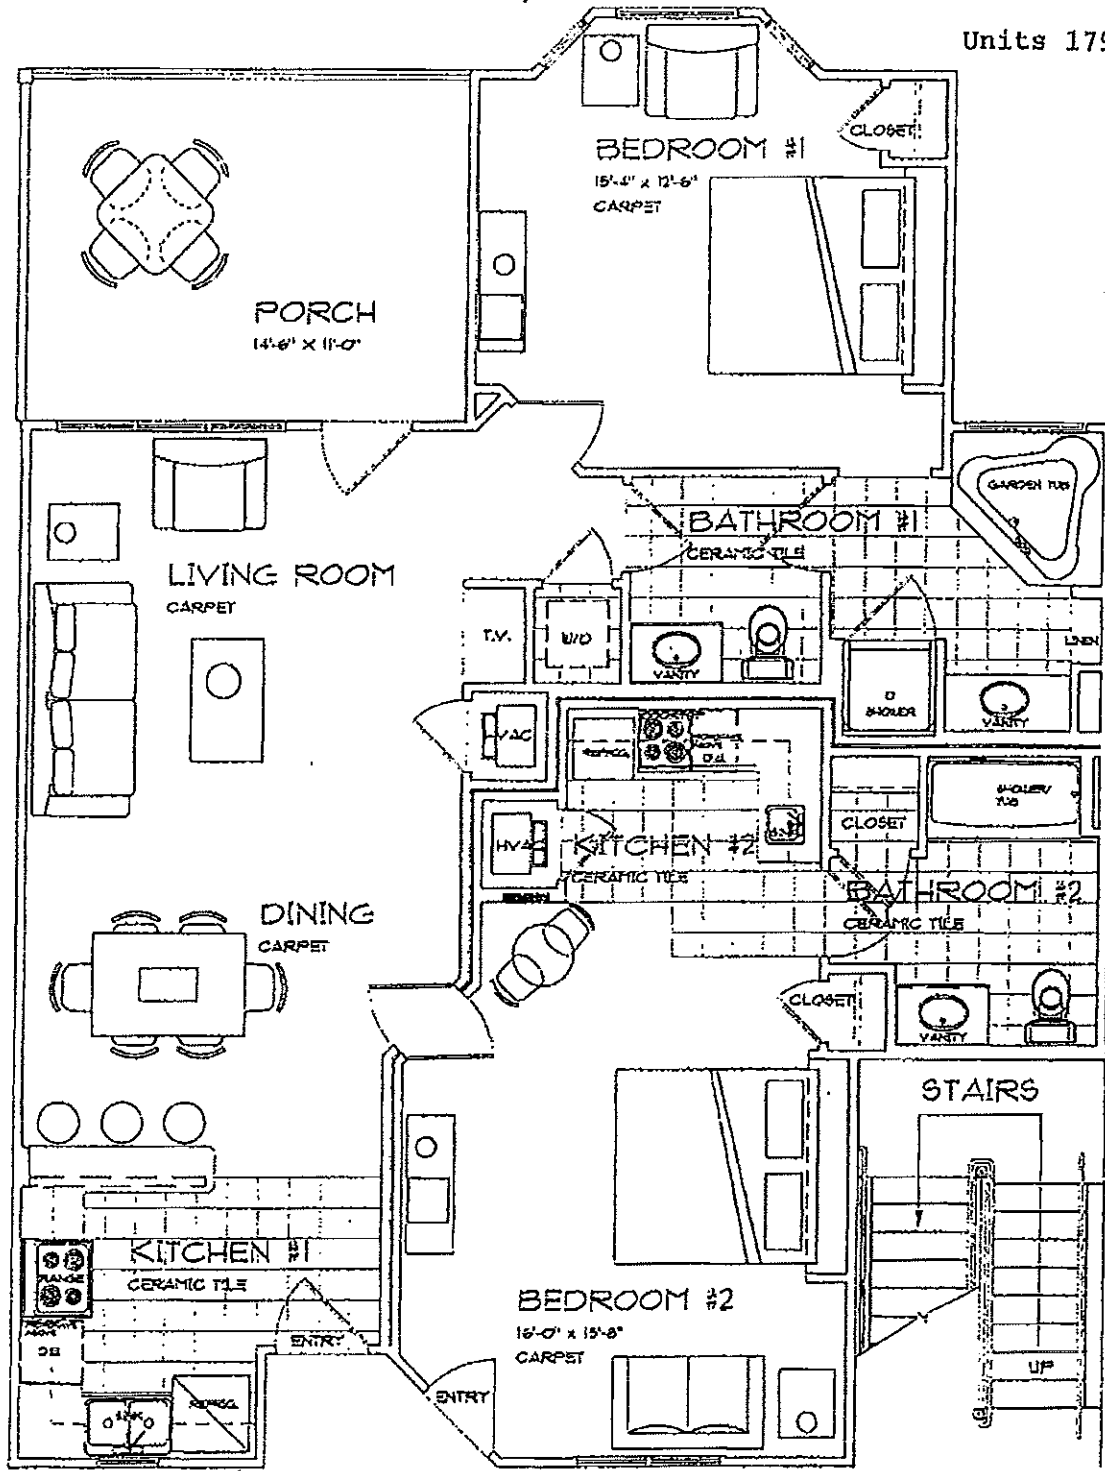 Units 179
CLOSET
BEDROOM #1
15'-4" x 12'-6"
CARPET
PORCH
14'-6" X 11'-0"
GARDEN TUB
BATHROOM #1
CERAMIC TILE
LIVING ROOM
CARPET
T.V.
W/D
VANITY
LINEN
SHOWER
VANITY
VAC
REFRIG.
D.W.
SHOWER/
TUB
CLOSET
HVAC
KITCHEN #2
CERAMIC TILE
BATHROOM #2
CERAMIC TILE
DINING
CARPET
CLOSET
VANITY
STAIRS
KITCHEN #1
CERAMIC TILE
RANGE
ENTRY
BEDROOM #2
16'-0" x 15'-8"
CARPET
UP
ENTRY
SINK
REFRIG.